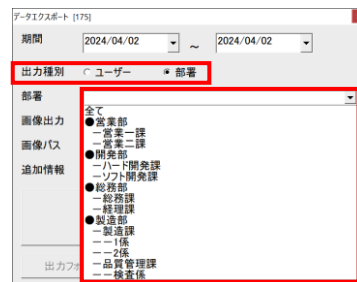 データエクスポート [175]
期間 2024/04/02 ～ 2024/04/02
出力種別 ユーザー 部署
部署
画像出力
画像パス
追加情報
全て
●営業部
－営業一課
－営業二課
●開発部
－ハード開発課
－ソフト開発課
●総務部
－総務課
－経理課
●製造部
－製造課
－－1係
－－2係
－品質管理課
－－検査係
出力フォ